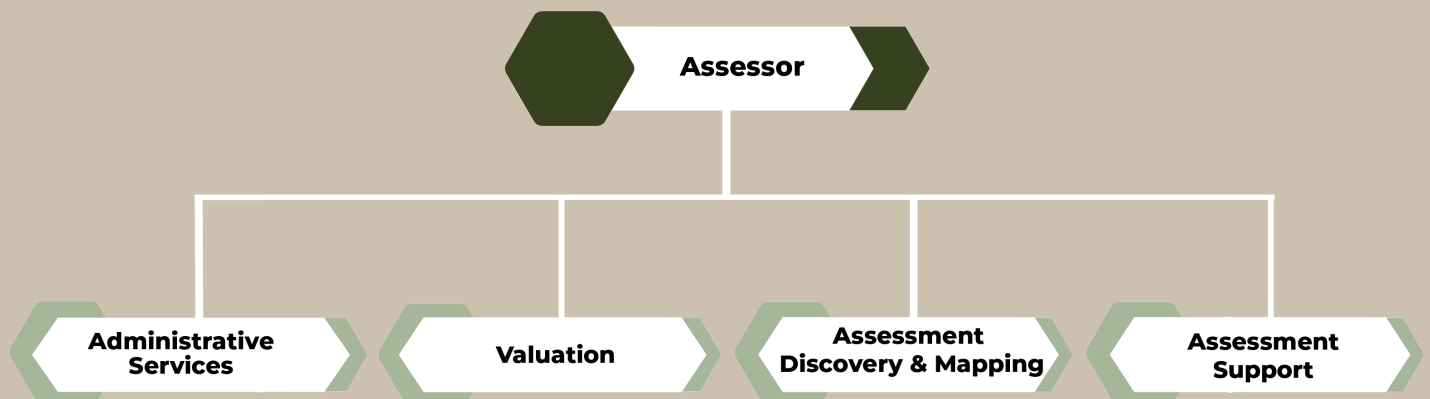 Assessor
Administrative
Services
Valuation
Assessment
Discovery & Mapping
Assessment
Support